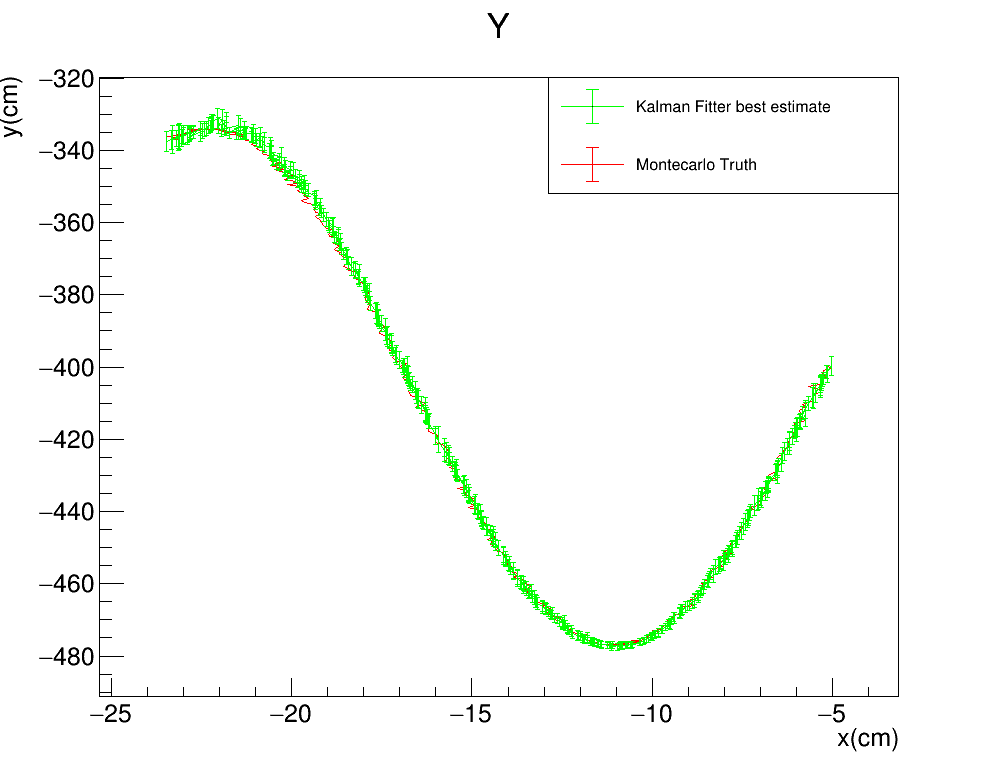 Y
y(cm)
−320
−340
−360
−380
−400
−420
−440
−460
−480
Kalman Fitter best estimate
Montecarlo Truth
−25 −20 −15 −10 −5
x(cm)